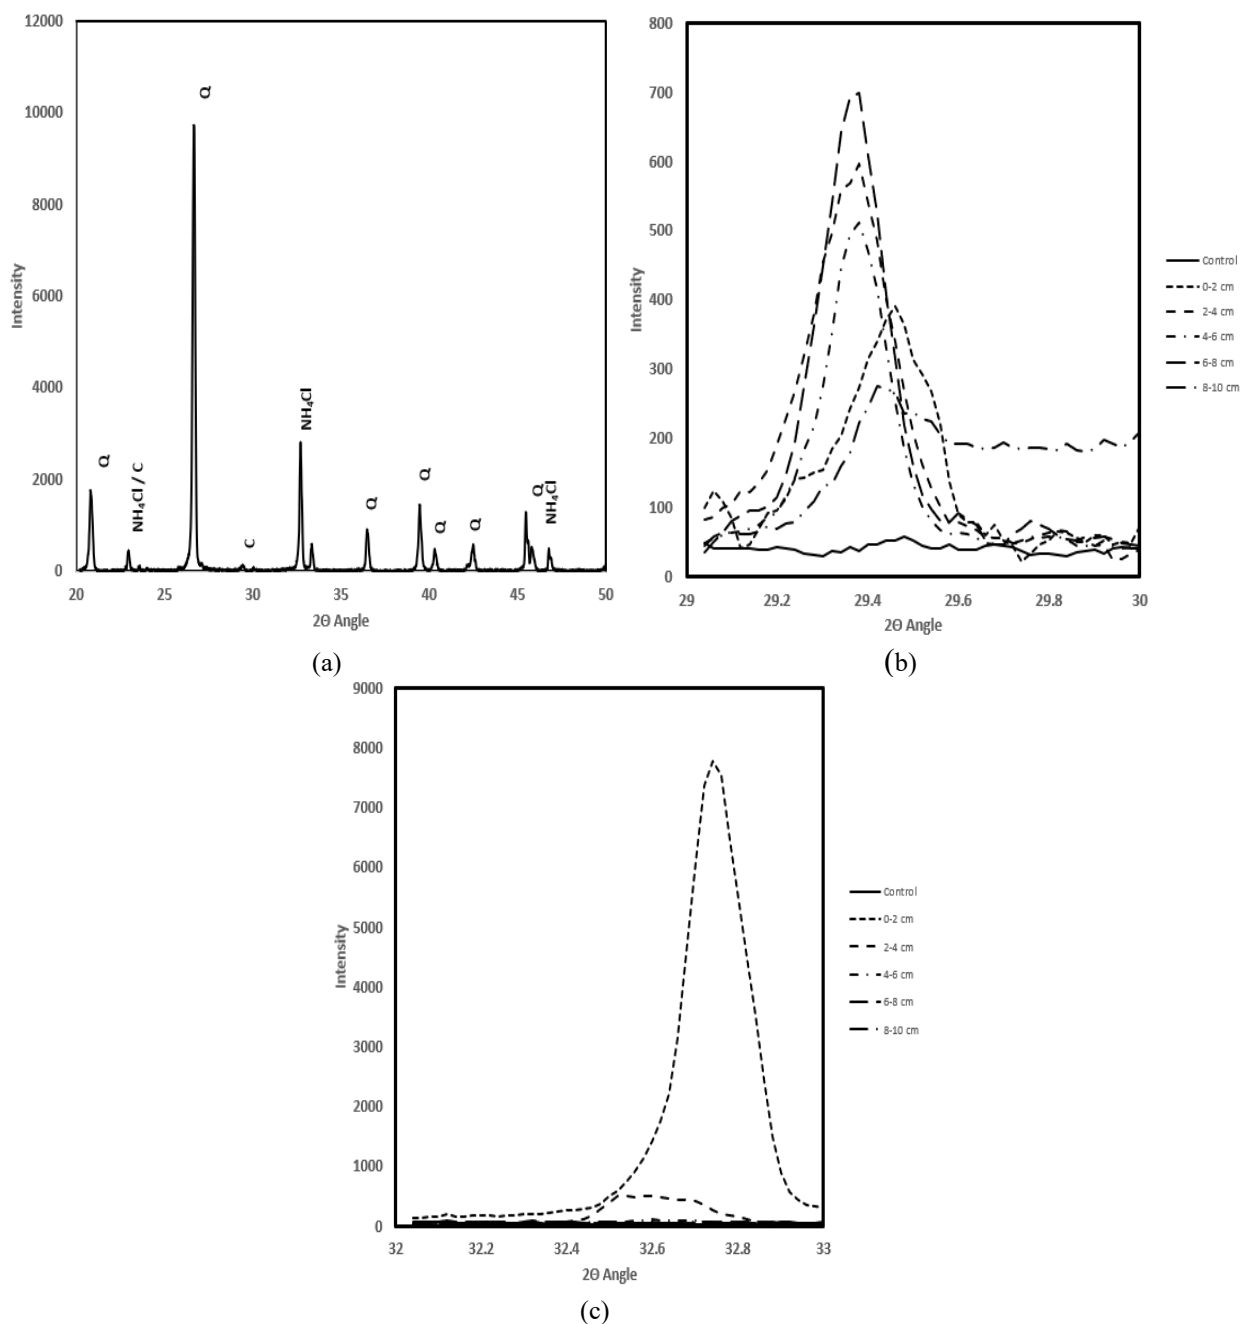 12000
10000
8000
6000
4000
2000
0
Intensity
Q
NH₄Cl / C
Q
C
NH₄Cl
Q
Q
Q
Q
Q
NH₄Cl
20 25 30 35 40 45 50
2Θ Angle
(a)
800
700
600
500
400
300
200
100
0
Intensity
29 29.2 29.4 29.6 29.8 30
2Θ Angle
Control
0-2 cm
2-4 cm
4-6 cm
6-8 cm
8-10 cm
(b)
9000
8000
7000
6000
5000
4000
3000
2000
1000
0
Intensity
32 32.2 32.4 32.6 32.8 33
2Θ Angle
Control
0-2 cm
2-4 cm
4-6 cm
6-8 cm
8-10 cm
(c)